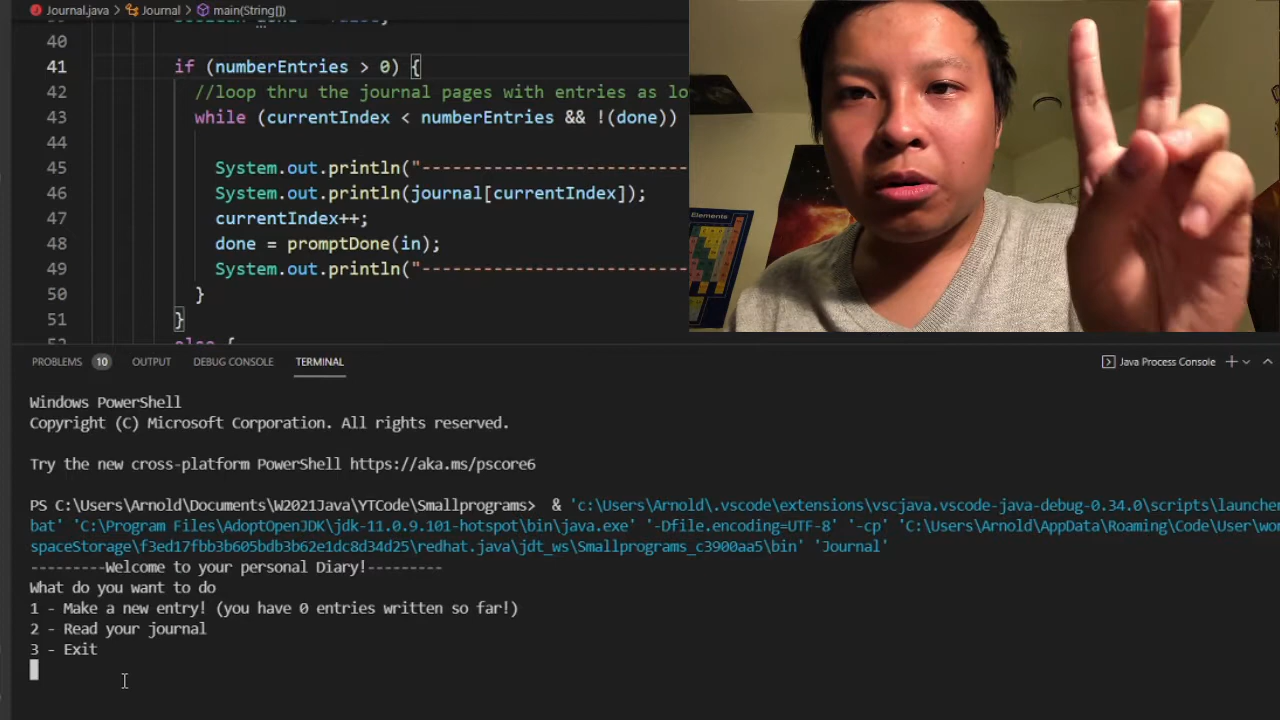 Journal.java > Journal > main(String[])
40
41 if (numberEntries > 0) {
42 //loop thru the journal pages with entries as lo
43 while (currentIndex < numberEntries && !(done))
44
45 System.out.println("---------------------------------
46 System.out.println(journal[currentIndex]);
47 currentIndex++;
48 done = promptDone(in);
49 System.out.println("---------------------------------
50 }
51 }
else {
Elements
PROBLEMS 10 OUTPUT DEBUG CONSOLE TERMINAL
Java Process Console
Windows PowerShell
Copyright (C) Microsoft Corporation. All rights reserved.
Try the new cross-platform PowerShell https://aka.ms/pscore6
PS C:\Users\Arnold\Documents\W2021Java\YTCode\Smallprograms> & 'c:\Users\Arnold\.vscode\extensions\vscjava.vscode-java-debug-0.34.0\scripts\launcher
bat' 'C:\Program Files\AdoptOpenJDK\jdk-11.0.9.101-hotspot\bin\java.exe' '-Dfile.encoding=UTF-8' '-cp' 'C:\Users\Arnold\AppData\Roaming\Code\User\wor
spaceStorage\f3ed17fbb3b605bdb3b62e1dc8d34d25\redhat.java\jdt_ws\Smallprograms_c3900aa5\bin' 'Journal'
---------Welcome to your personal Diary!---------
What do you want to do
1 - Make a new entry! (you have 0 entries written so far!)
2 - Read your journal
3 - Exit